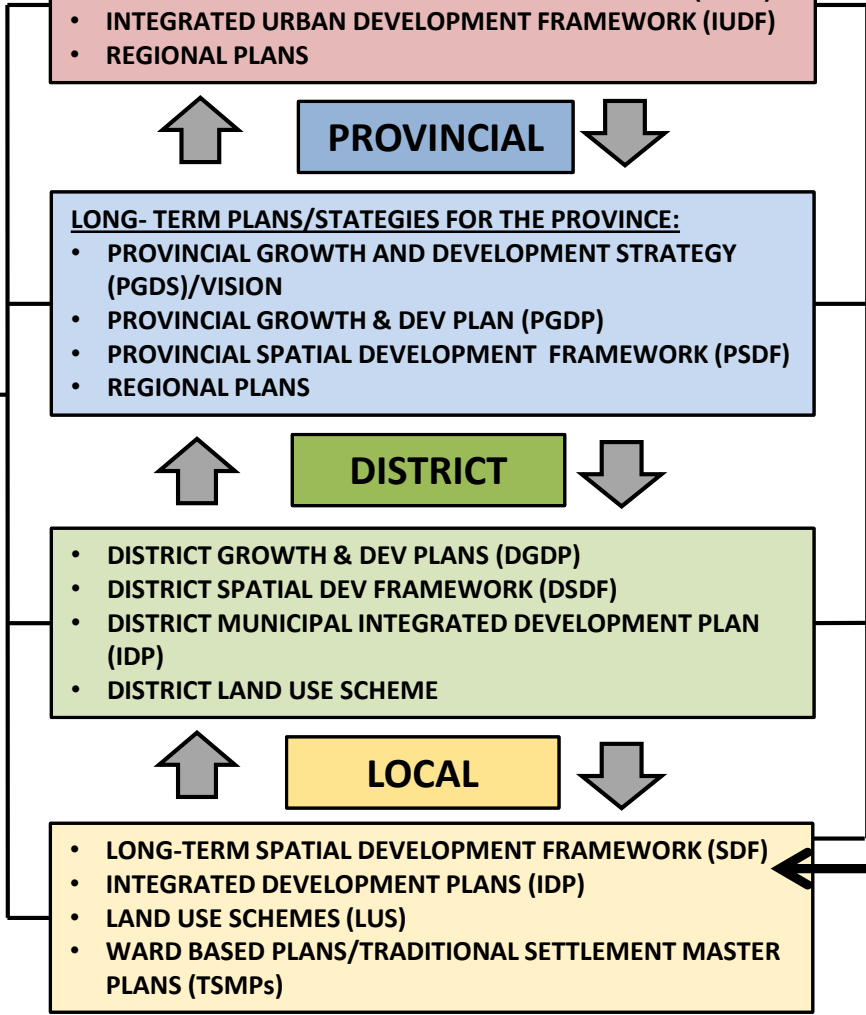 • INTEGRATED URBAN DEVELOPMENT FRAMEWORK (IUDF)
• REGIONAL PLANS
PROVINCIAL
LONG- TERM PLANS/STATEGIES FOR THE PROVINCE:
• PROVINCIAL GROWTH AND DEVELOPMENT STRATEGY
(PGDS)/VISION
• PROVINCIAL GROWTH & DEV PLAN (PGDP)
• PROVINCIAL SPATIAL DEVELOPMENT FRAMEWORK (PSDF)
• REGIONAL PLANS
DISTRICT
• DISTRICT GROWTH & DEV PLANS (DGDP)
• DISTRICT SPATIAL DEV FRAMEWORK (DSDF)
• DISTRICT MUNICIPAL INTEGRATED DEVELOPMENT PLAN
(IDP)
• DISTRICT LAND USE SCHEME
LOCAL
• LONG-TERM SPATIAL DEVELOPMENT FRAMEWORK (SDF)
• INTEGRATED DEVELOPMENT PLANS (IDP)
• LAND USE SCHEMES (LUS)
• WARD BASED PLANS/TRADITIONAL SETTLEMENT MASTER
PLANS (TSMPs)